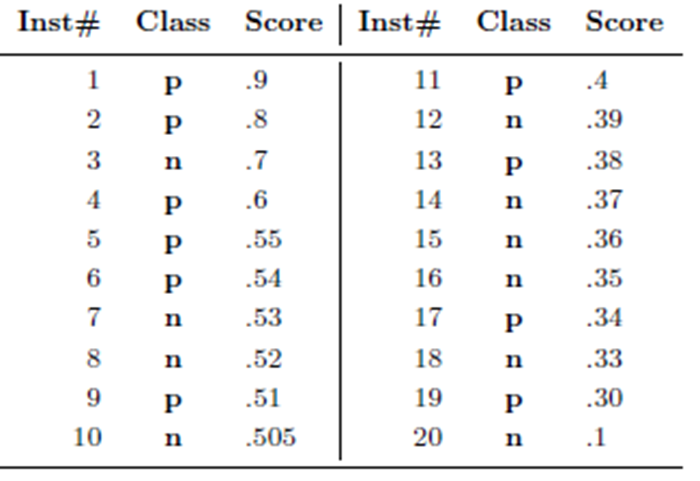 Inst# Class Score Inst# Class Score
1 p .9 11 p .4
2 p .8 12 n .39
3 n .7 13 p .38
4 p .6 14 n .37
5 p .55 15 n .36
6 p .54 16 n .35
7 n .53 17 p .34
8 n .52 18 n .33
9 p .51 19 p .30
10 n .505 20 n .1